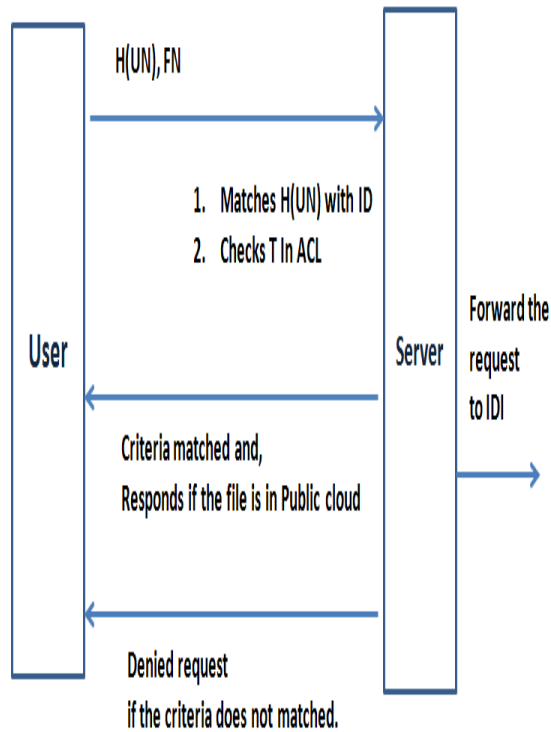 H(UN), FN
1. Matches H(UN) with ID
2. Checks T In ACL
User
Server
Forward the
request
to IDI
Criteria matched and,
Responds if the file is in Public cloud
Denied request
if the criteria does not matched.